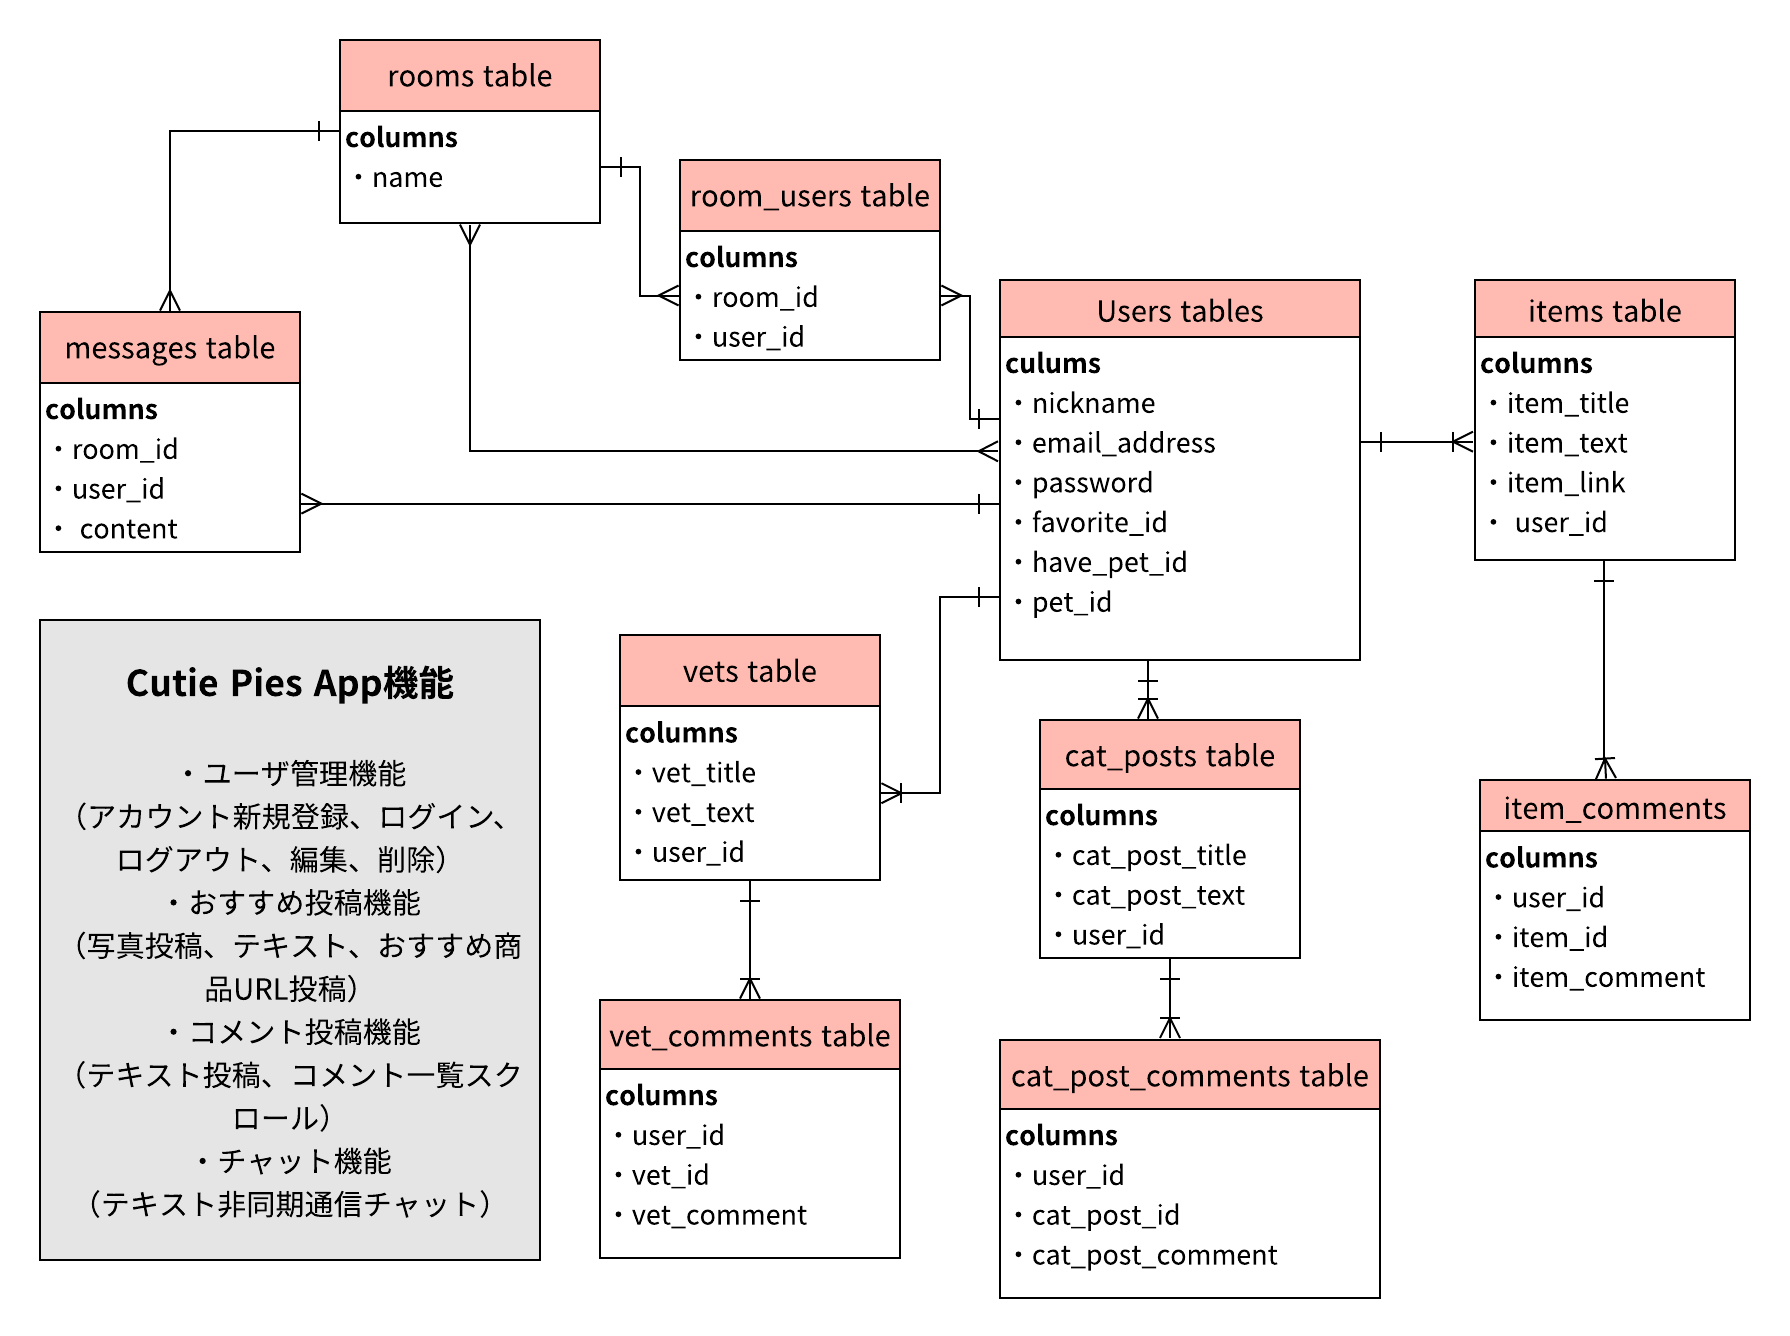 rooms table
columns
・name
room_users table
columns
・room_id
・user_id
messages table
columns
・room_id
・user_id
・ content
Users tables
culums
・nickname
・email_address
・password
・favorite_id
・have_pet_id
・pet_id
items table
columns
・item_title
・item_text
・item_link
・ user_id
Cutie Pies App機能
・ユーザ管理機能
（アカウント新規登録、ログイン、
ログアウト、編集、削除）
・おすすめ投稿機能
（写真投稿、テキスト、おすすめ商
品URL投稿）
・コメント投稿機能
（テキスト投稿、コメント一覧スク
ロール）
・チャット機能
（テキスト非同期通信チャット）
vets table
columns
・vet_title
・vet_text
・user_id
cat_posts table
columns
・cat_post_title
・cat_post_text
・user_id
item_comments
columns
・user_id
・item_id
・item_comment
vet_comments table
columns
・user_id
・vet_id
・vet_comment
cat_post_comments table
columns
・user_id
・cat_post_id
・cat_post_comment